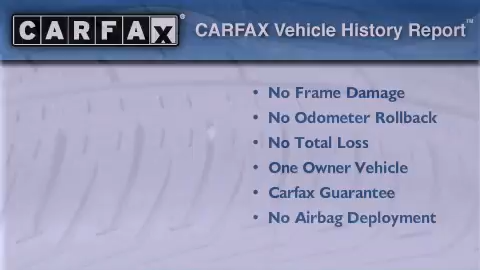 CARFAX® CARFAX Vehicle History Report™
• No Frame Damage
• No Odometer Rollback
• No Total Loss
• One Owner Vehicle
• Carfax Guarantee
• No Airbag Deployment